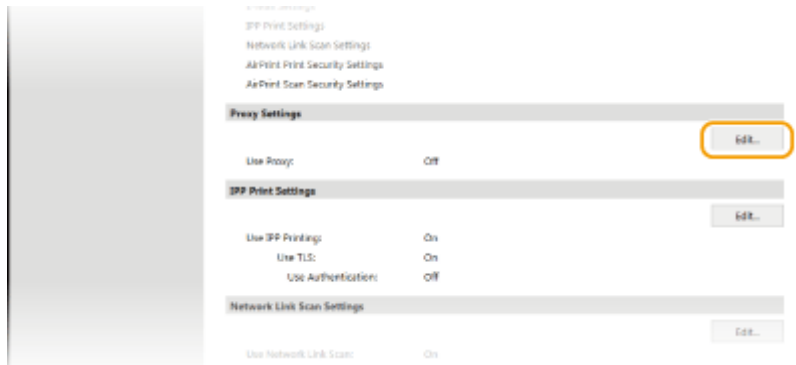 IPP Print Settings
Network Link Scan Settings
AirPrint Print Security Settings
AirPrint Scan Security Settings
Proxy Settings
Edit...
Use Proxy: Off
IPP Print Settings
Edit...
Use IPP Printing: On
Use TLS: On
Use Authentication: Off
Network Link Scan Settings
Edit...
Use Network Link Scan: On